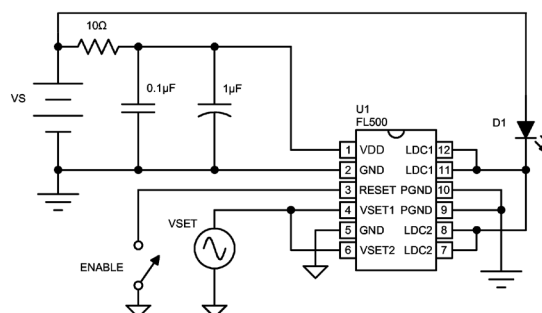 10Ω
VS
0.1µF
1µF
U1
FL500
D1
1 VDD LDC1 12
2 GND LDC1 11
3 RESET PGND 10
4 VSET1 PGND 9
5 GND LDC2 8
6 VSET2 LDC2 7
VSET
ENABLE